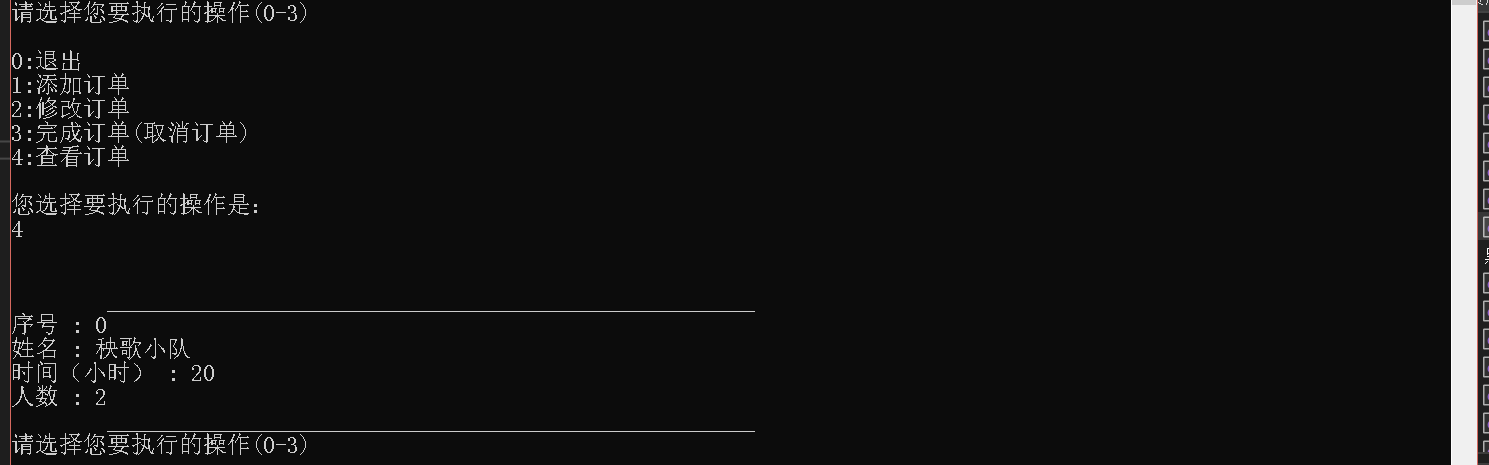 请选择您要执行的操作(0-3)
0:退出
1:添加订单
2:修改订单
3:完成订单(取消订单)
4:查看订单
您选择要执行的操作是:
4
序号 : 0
姓名 : 秧歌小队
时间（小时） : 20
人数 : 2
请选择您要执行的操作(0-3)